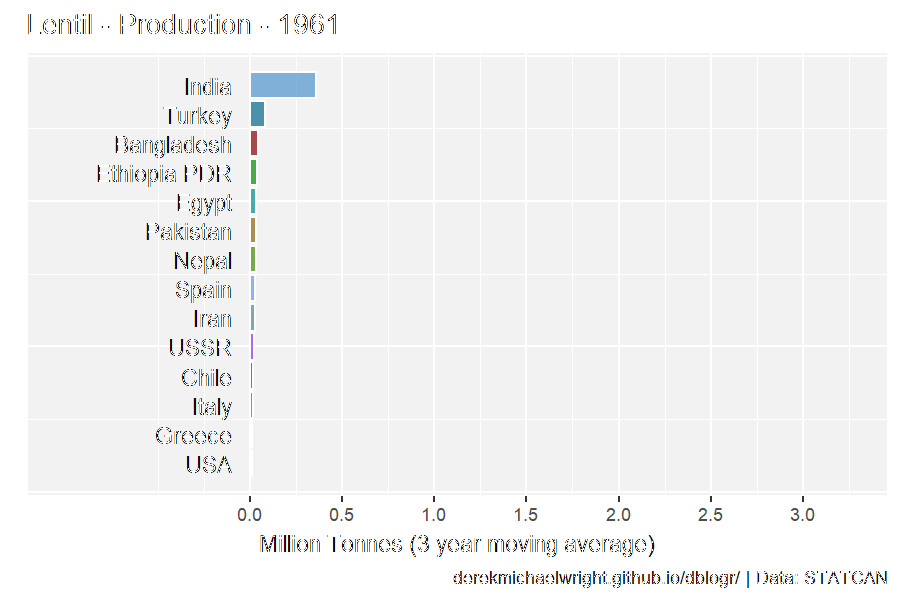 Lentil - Production - 1961
India
Turkey
Bangladesh
Ethiopia PDR
Egypt
Pakistan
Nepal
Spain
Iran
USSR
Chile
Italy
Greece
USA
0.0 0.5 1.0 1.5 2.0 2.5 3.0
Million Tonnes (3 year moving average)
derekmichaelwright.github.io/dblogr/ | Data: STATCAN